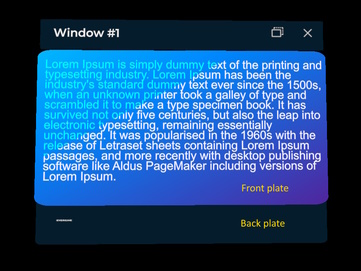 Window #1
Lorem Ipsum is simply dummy text of the printing and
typesetting industry. Lorem Ipsum has been the
industry's standard dummy text ever since the 1500s,
when an unknown printer took a galley of type and
scrambled it to make a type specimen book. It has
survived not only five centuries, but also the leap into
electronic typesetting, remaining essentially
unchanged. It was popularised in the 1960s with the
release of Letraset sheets containing Lorem Ipsum
passages, and more recently with desktop publishing
software like Aldus PageMaker including versions of
Lorem Ipsum.
Front plate
Back plate